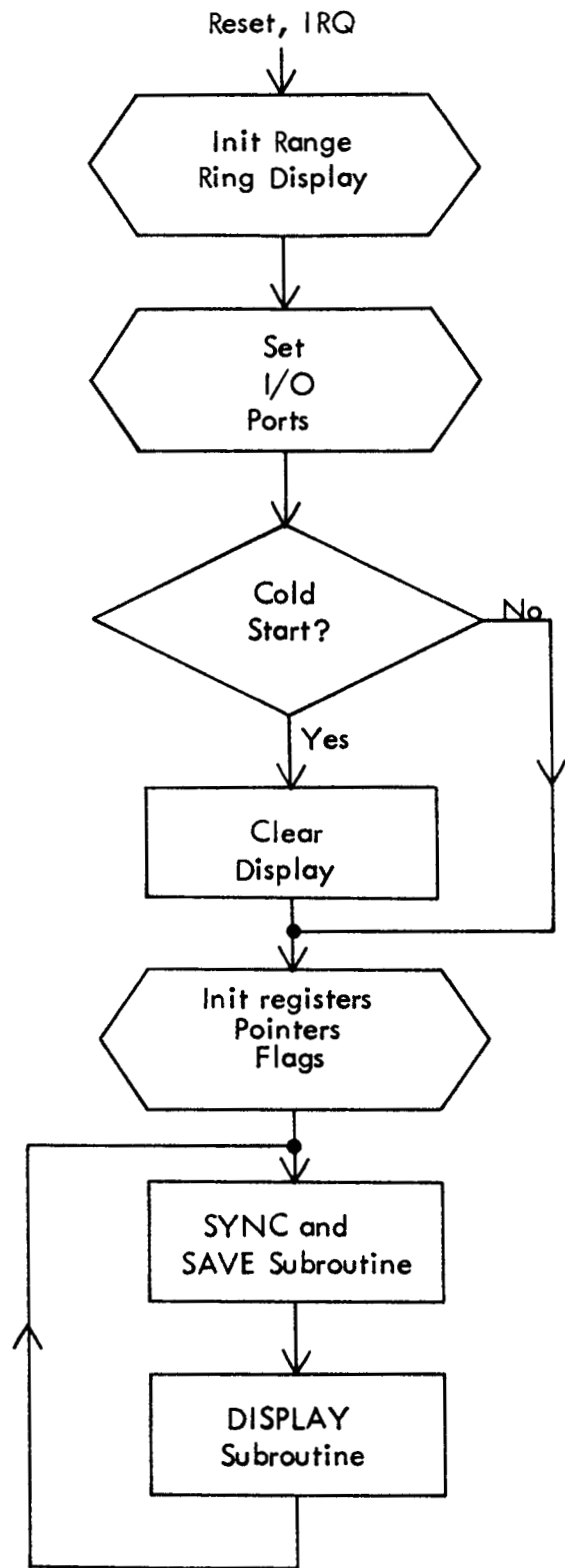 Reset, IRQ
Init Range
Ring Display
Set
I/O
Ports
Cold
Start?
No
Yes
Clear
Display
Init registers
Pointers
Flags
SYNC and
SAVE Subroutine
DISPLAY
Subroutine